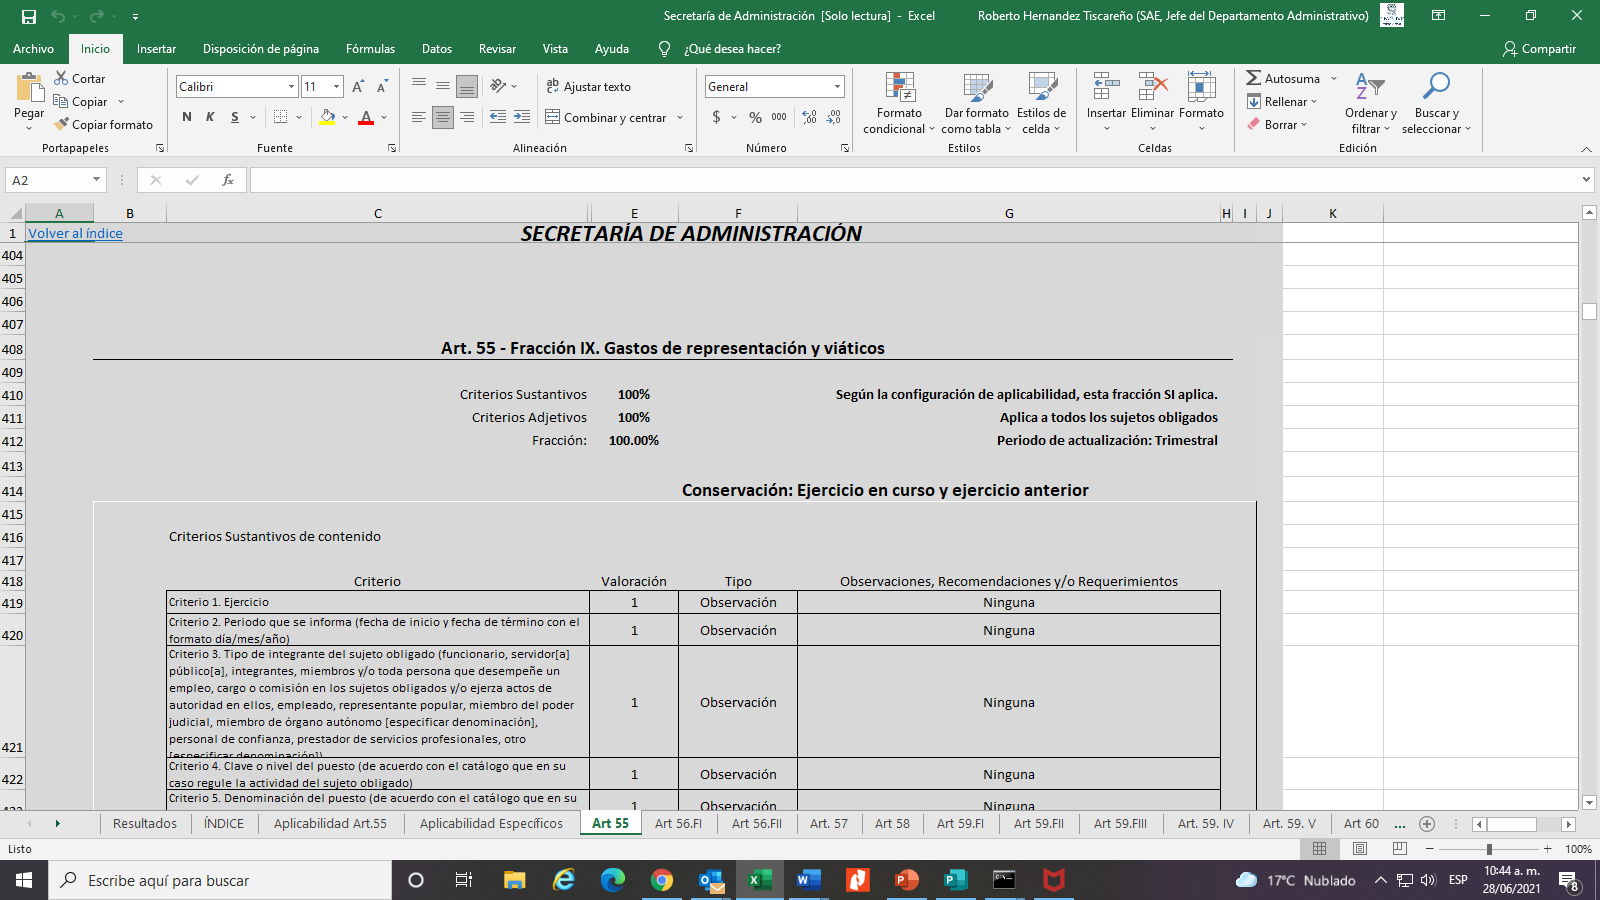 Secretaría de Administración [Solo lectura] - Excel
Roberto Hernandez Tiscareño (SAE, Jefe del Departamento Administrativo)
Archivo Inicio Insertar Disposición de página Fórmulas Datos Revisar Vista Ayuda ¿Qué desea hacer? Compartir
Pegar
Cortar
Copiar
Copiar formato
Portapapeles
Calibri 11
N K S
Fuente
Ajustar texto
Combinar y centrar
Alineación
General
$ % 000
Número
Formato condicional
Dar formato como tabla
Estilos de celda
Estilos
Insertar Eliminar Formato
Celdas
Autosuma
Rellenar
Borrar
Ordenar y filtrar
Buscar y seleccionar
Edición
A2
fx
A B C E F G H I J K
1 Volver al índice SECRETARÍA DE ADMINISTRACIÓN
404
405
406
407
408 Art. 55 - Fracción IX. Gastos de representación y viáticos
409
410 Criterios Sustantivos 100% Según la configuración de aplicabilidad, esta fracción SI aplica.
411 Criterios Adjetivos 100% Aplica a todos los sujetos obligados
412 Fracción: 100.00% Periodo de actualización: Trimestral
413
414 Conservación: Ejercicio en curso y ejercicio anterior
415
416 Criterios Sustantivos de contenido
417
418 Criterio Valoración Tipo Observaciones, Recomendaciones y/o Requerimientos
419 Criterio 1. Ejercicio 1 Observación Ninguna
420 Criterio 2. Periodo que se informa (fecha de inicio y fecha de término con el
formato día/mes/año) 1 Observación Ninguna
Criterio 3. Tipo de integrante del sujeto obligado (funcionario, servidor[a]
público[a], integrantes, miembros y/o toda persona que desempeñe un
empleo, cargo o comisión en los sujetos obligados y/o ejerza actos de
autoridad en ellos, empleado, representante popular, miembro del poder
judicial, miembro de órgano autónomo [especificar denominación],
personal de confianza, prestador de servicios profesionales, otro
[especificar denominación]) 1 Observación Ninguna
421
422 Criterio 4. Clave o nivel del puesto (de acuerdo con el catálogo que en su
caso regule la actividad del sujeto obligado) 1 Observación Ninguna
Criterio 5. Denominación del puesto (de acuerdo con el catálogo que en su
1 Observación Ninguna
Resultados ÍNDICE Aplicabilidad Art.55 Aplicabilidad Específicos Art 55 Art 56.FI Art 56.FII Art. 57 Art 58 Art 59.FI Art 59.FII Art 59.FIII Art. 59. IV Art. 59. V Art 60 ...
Listo
100%
Escribe aquí para buscar
17°C Nublado
ESP
10:44 a. m.
28/06/2021
8